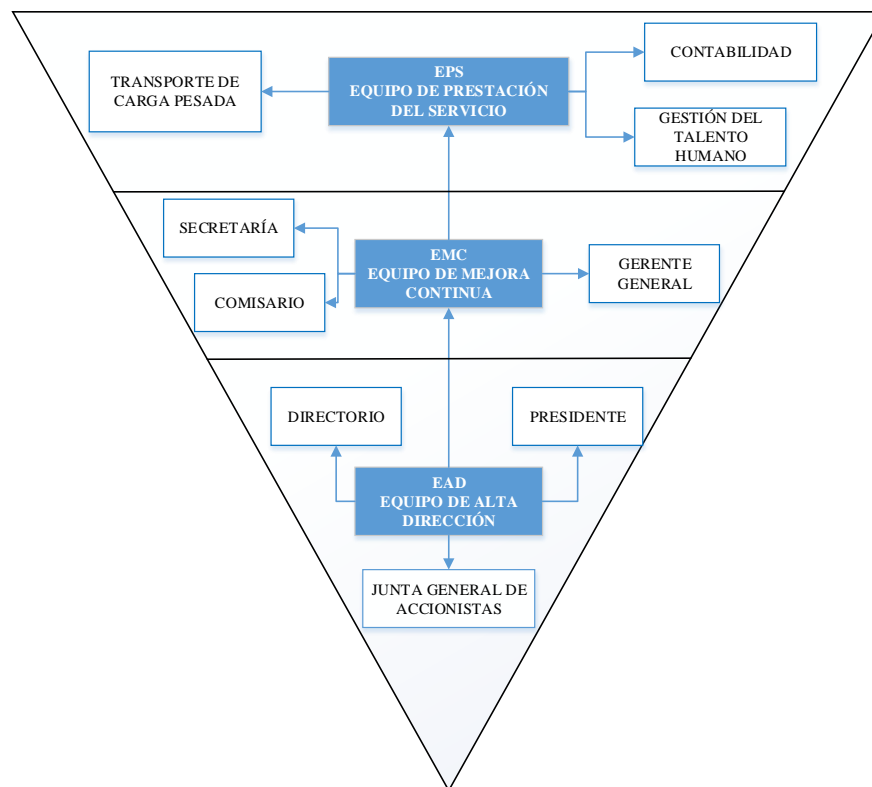 TRANSPORTE DE
CARGA PESADA
EPS
EQUIPO DE PRESTACIÓN
DEL SERVICIO
CONTABILIDAD
GESTIÓN DEL
TALENTO
HUMANO
SECRETARÍA
COMISARIO
EMC
EQUIPO DE MEJORA
CONTINUA
GERENTE
GENERAL
DIRECTORIO
PRESIDENTE
EAD
EQUIPO DE ALTA
DIRECCIÓN
JUNTA GENERAL DE
ACCIONISTAS